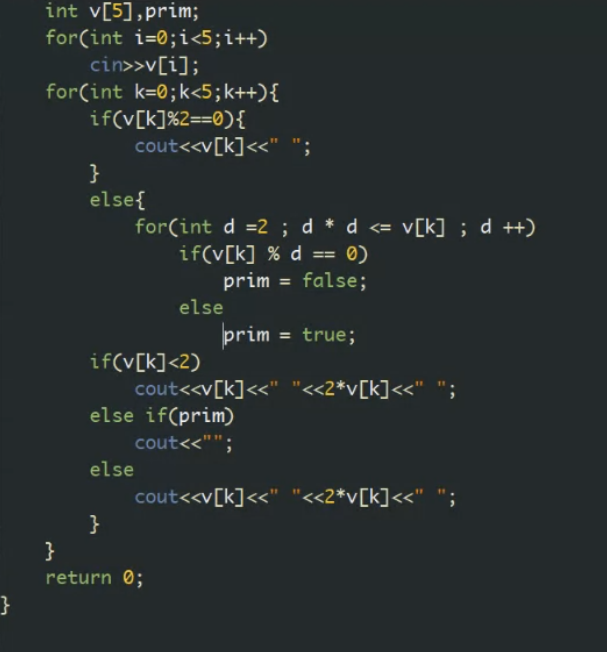 int v[5],prim;
for(int i=0;i<5;i++)
cin>>v[i];
for(int k=0;k<5;k++){
if(v[k]%2==0){
cout<<v[k]<<" ";
}
else{
for(int d =2 ; d * d <= v[k] ; d ++)
if(v[k] % d == 0)
prim = false;
else
prim = true;
if(v[k]<2)
cout<<v[k]<<" "<<2*v[k]<<" ";
else if(prim)
cout<<"";
else
cout<<v[k]<<" "<<2*v[k]<<" ";
}
}
return 0;
}